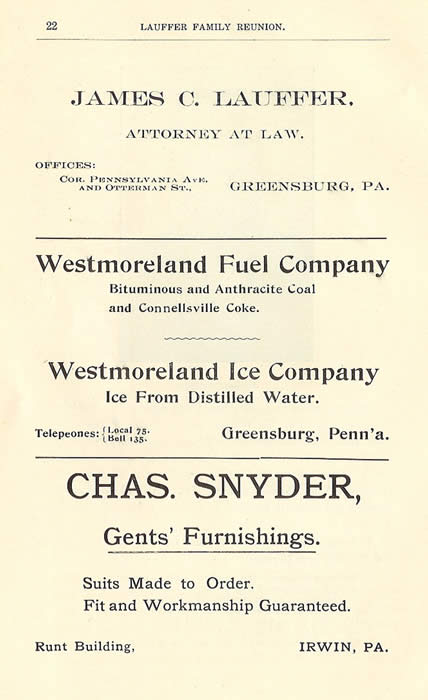 22 LAUFFER FAMILY REUNION.
JAMES C. LAUFFER.
ATTORNEY AT LAW.
OFFICES:
COR. PENNSYLVANIA AVE.
AND OTTERMAN ST., GREENSBURG, PA.
Westmoreland Fuel Company
Bituminous and Anthracite Coal
and Connellsville Coke.
Westmoreland Ice Company
Ice From Distilled Water.
Telepeones: { Local 75.
{ Bell 135. Greensburg, Penn'a.
CHAS. SNYDER,
Gents' Furnishings.
Suits Made to Order.
Fit and Workmanship Guaranteed.
Runt Building, IRWIN, PA.